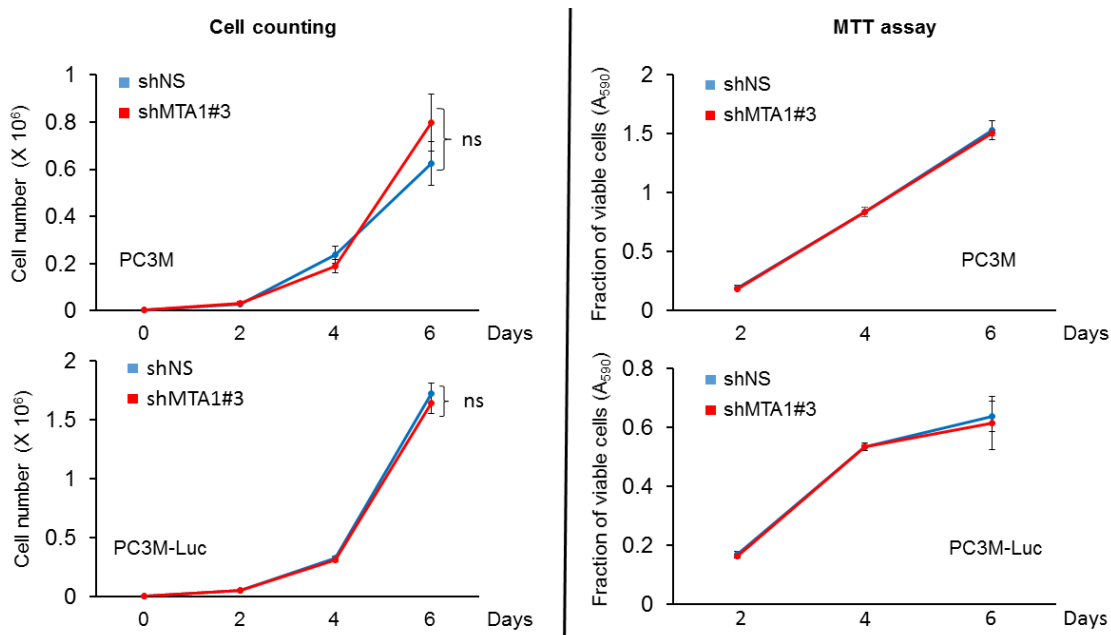 Cell counting
Cell number (X 10⁶)
1
0.8
0.6
0.4
0.2
0
shNS
shMTA1#3
ns
PC3M
0 2 4 6 Days
Cell number (X 10⁶)
2
1.5
1
0.5
0
shNS
shMTA1#3
ns
PC3M-Luc
0 2 4 6 Days
MTT assay
Fraction of viable cells (A₅₉₀)
2
1.5
1
0.5
0
shNS
shMTA1#3
PC3M
2 4 6 Days
Fraction of viable cells (A₅₉₀)
0.8
0.6
0.4
0.2
0
shNS
shMTA1#3
PC3M-Luc
2 4 6 Days